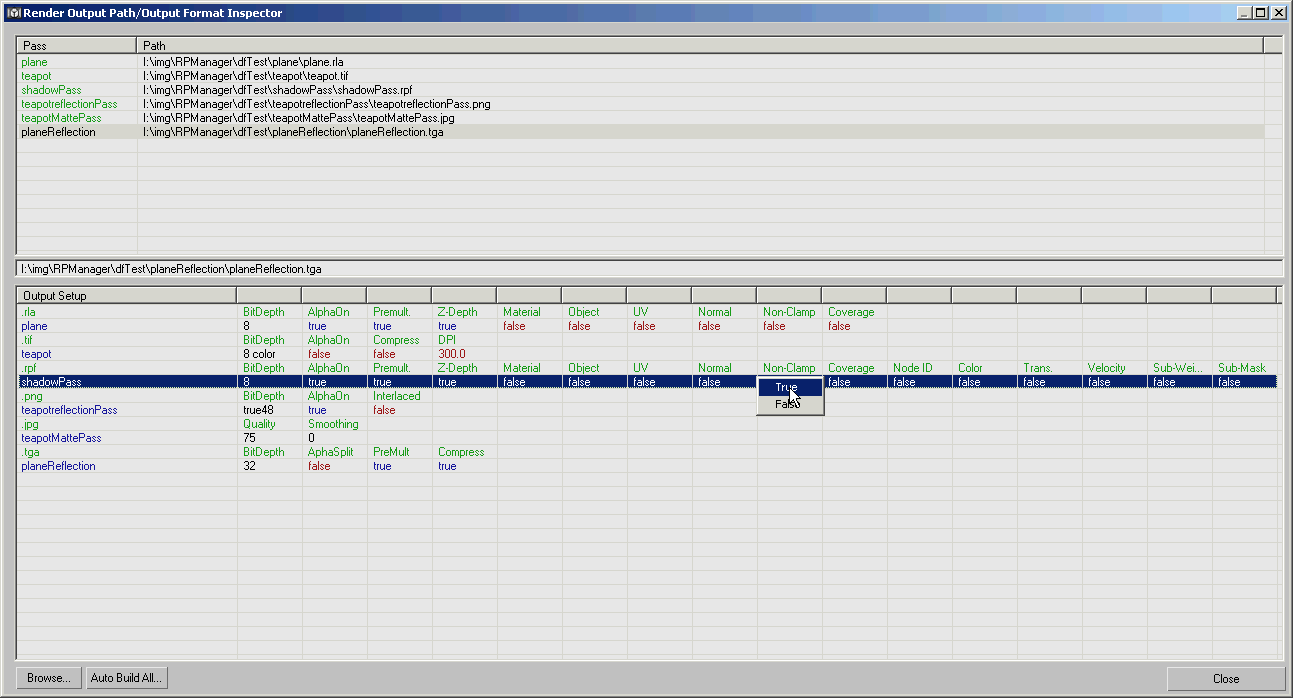 Render Output Path/Output Format Inspector
Pass Path
plane I:\img\RPManager\dfTest\plane\plane.rla
teapot I:\img\RPManager\dfTest\teapot\teapot.tif
shadowPass I:\img\RPManager\dfTest\shadowPass\shadowPass.rpf
teapotreflectionPass I:\img\RPManager\dfTest\teapotreflectionPass\teapotreflectionPass.png
teapotMattePass I:\img\RPManager\dfTest\teapotMattePass\teapotMattePass.jpg
planeReflection I:\img\RPManager\dfTest\planeReflection\planeReflection.tga
I:\img\RPManager\dfTest\planeReflection\planeReflection.tga
Output Setup
.rla BitDepth AlphaOn Premult. Z-Depth Material Object UV Normal Non-Clamp Coverage
plane 8 true true true false false false false false false
.tif BitDepth AlphaOn Compress DPI
teapot 8 color false false 300.0
.rpf BitDepth AlphaOn Premult. Z-Depth Material Object UV Normal Non-Clamp Coverage Node ID Color Trans. Velocity Sub-Wei... Sub-Mask
shadowPass 8 true true true false false false false false false false false false false false
True
False
.png BitDepth AlphaOn Interlaced
teapotreflectionPass true48 true false
.jpg Quality Smoothing
teapotMattePass 75 0
.tga BitDepth AphaSplit PreMult Compress
planeReflection 32 false true true
Browse... Auto Build All... Close